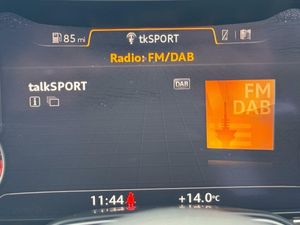 85 mi
tkSPORT
Radio: FM/DAB
talkSPORT
DAB
FM
DAB
11:44
+14.0°C